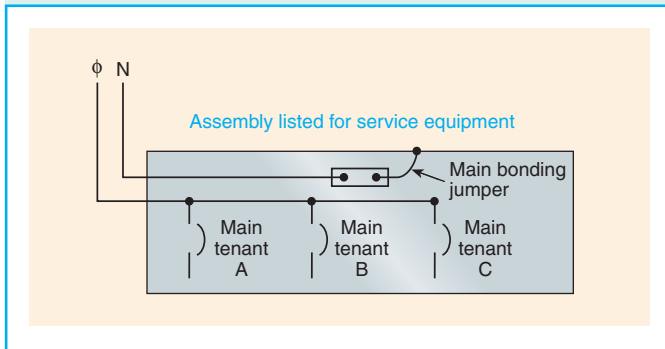 ϕ N
Assembly listed for service equipment
Main bonding
jumper
Main
tenant
A
Main
tenant
B
Main
tenant
C